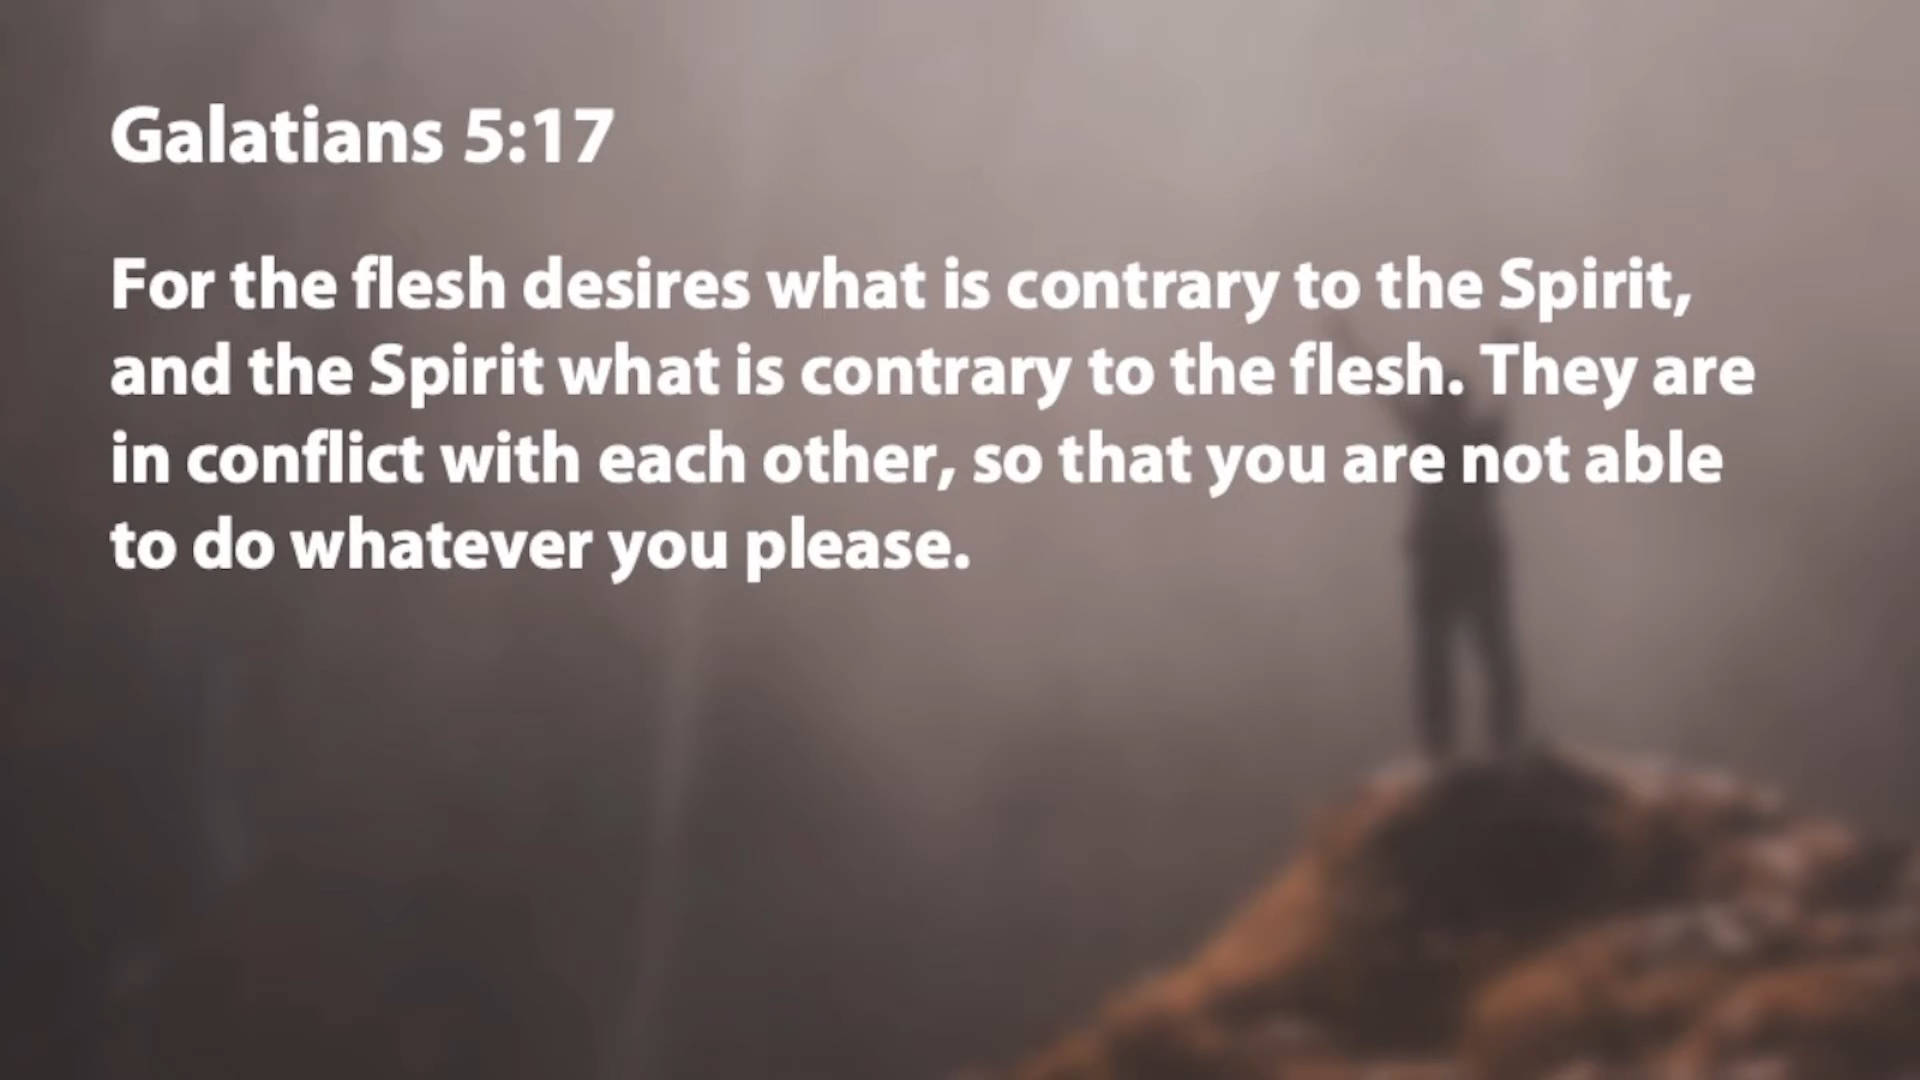 Galatians 5:17
For the flesh desires what is contrary to the Spirit,
and the Spirit what is contrary to the flesh. They are
in conflict with each other, so that you are not able
to do whatever you please.